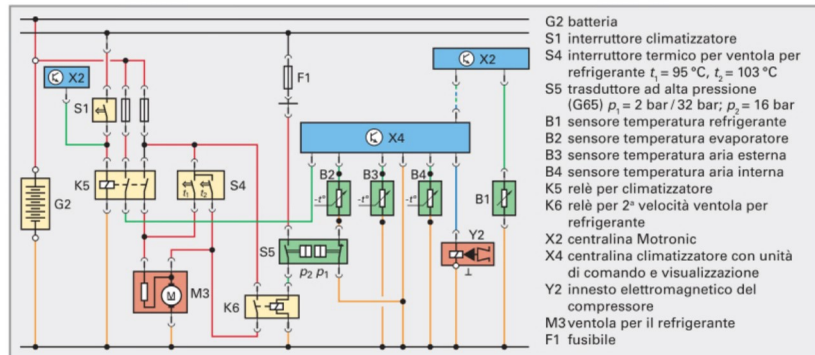 G2 batteria
S1 interruttore climatizzatore
S4 interruttore termico per ventola per
refrigerante t₁ = 95 °C, t₂ = 103 °C
S5 trasduttore ad alta pressione
(G65) p₁ = 2 bar / 32 bar; p₂ = 16 bar
B1 sensore temperatura refrigerante
B2 sensore temperatura evaporatore
B3 sensore temperatura aria esterna
B4 sensore temperatura aria interna
K5 relè per climatizzatore
K6 relè per 2ª velocità ventola per
refrigerante
X2 centralina Motronic
X4 centralina climatizzatore con unità
di comando e visualizzazione
Y2 innesto elettromagnetico del
compressore
M3 ventola per il refrigerante
F1 fusibile
X2
X2
F1
S1
X4
B2
B3
B4
t₁
t₂
S4
K5
-t°
-t°
-t°
B1
G2
S5
Y2
p₂ p₁
M
M3
K6